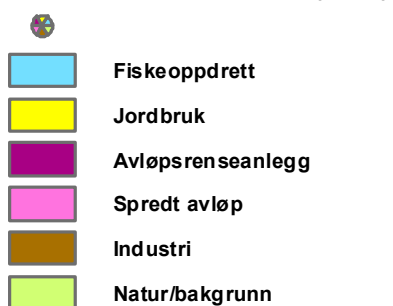 Fiskeoppdrett
Jordbruk
Avløpsrenseanlegg
Spredt avløp
Industri
Natur/bakgrunn